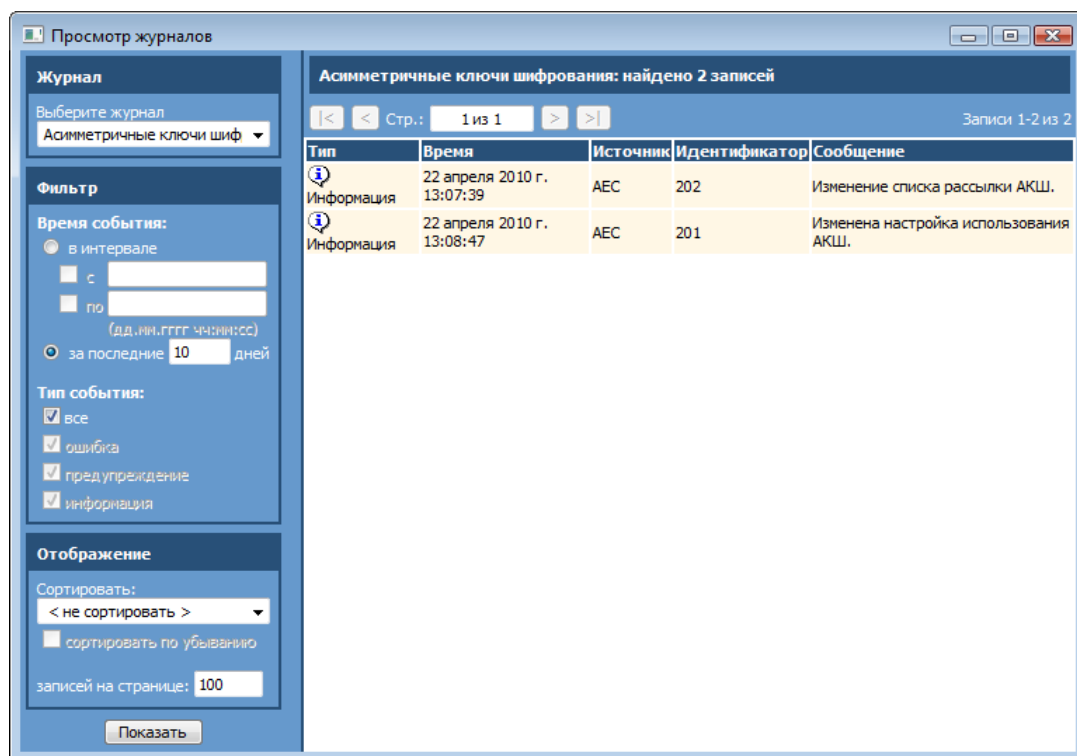 Просмотр журналов
Журнал
Выберите журнал
Асимметричные ключи шиф
Фильтр
Время события:
в интервале
с
по
(дд.мм.гггг чч:мм:сс)
за последние 10 дней
Тип события:
все
ошибка
предупреждение
информация
Отображение
Сортировать:
< не сортировать >
сортировать по убыванию
записей на странице: 100
Показать
Асимметричные ключи шифрования: найдено 2 записей
|< < Стр.: 1 из 1 > >| Записи 1-2 из 2
Тип Время Источник Идентификатор Сообщение
Информация 22 апреля 2010 г. 13:07:39 AEC 202 Изменение списка рассылки АКШ.
Информация 22 апреля 2010 г. 13:08:47 AEC 201 Изменена настройка использования АКШ.